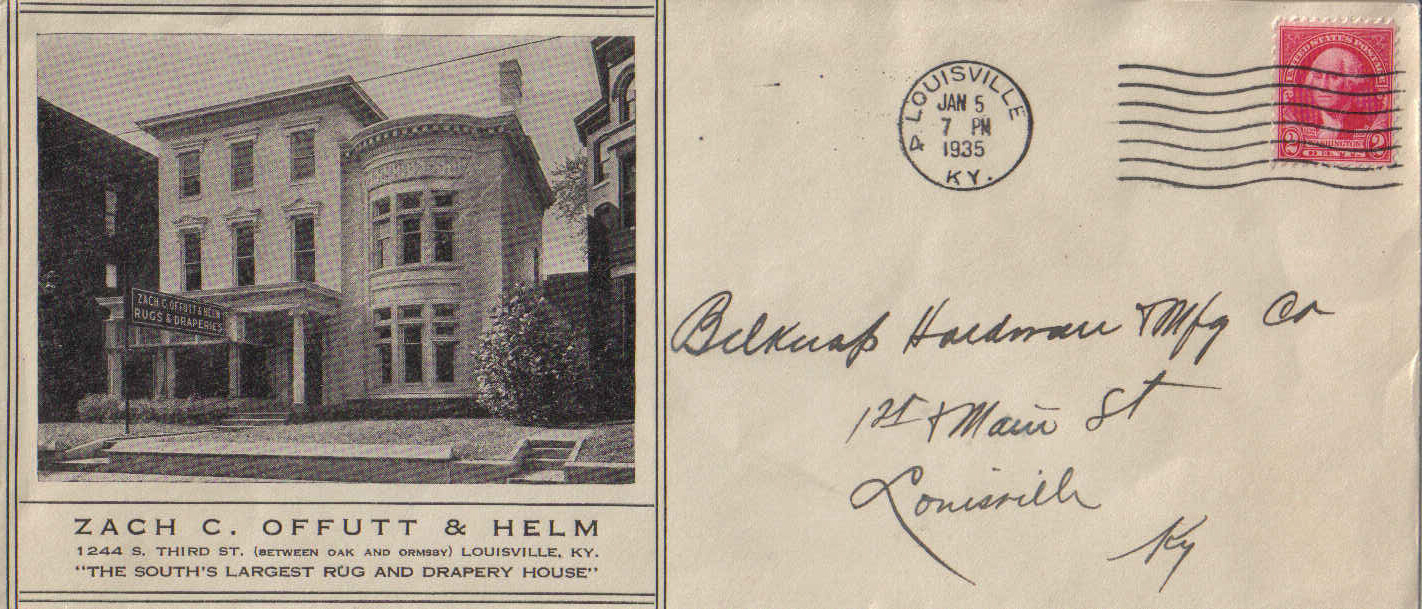 ZACH C. OFFUTT & HELM
RUGS & DRAPERIES
ZACH C. OFFUTT & HELM
1244 S. THIRD ST. (BETWEEN OAK AND ORMSBY) LOUISVILLE, KY.
"THE SOUTH'S LARGEST RUG AND DRAPERY HOUSE"
LOUISVILLE
4
JAN 5
7 PM
1935
KY.
UNITED STATES POSTAGE
WASHINGTON
2 CENTS 2
Belknap Hardware & Mfg Co
1st & Main St
Louisville
Ky